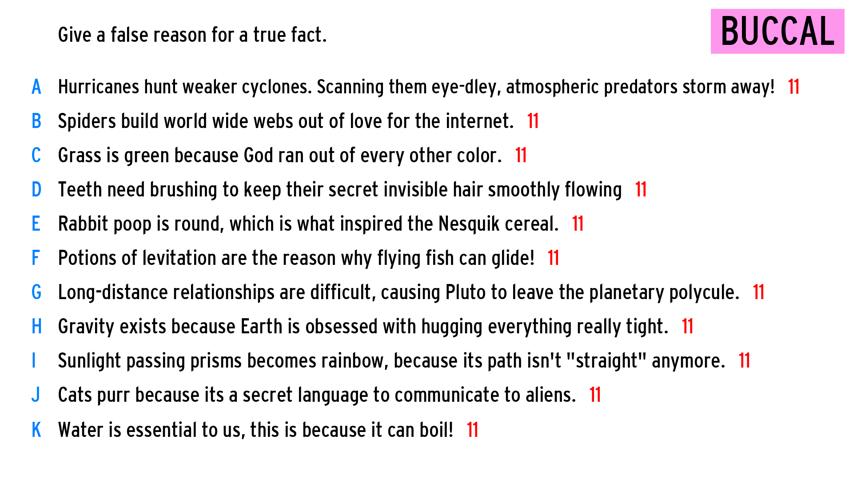 Give a false reason for a true fact.
BUCCAL
A Hurricanes hunt weaker cyclones. Scanning them eye-dley, atmospheric predators storm away! 11
B Spiders build world wide webs out of love for the internet. 11
C Grass is green because God ran out of every other color. 11
D Teeth need brushing to keep their secret invisible hair smoothly flowing 11
E Rabbit poop is round, which is what inspired the Nesquik cereal. 11
F Potions of levitation are the reason why flying fish can glide! 11
G Long-distance relationships are difficult, causing Pluto to leave the planetary polycule. 11
H Gravity exists because Earth is obsessed with hugging everything really tight. 11
I Sunlight passing prisms becomes rainbow, because its path isn't "straight" anymore. 11
J Cats purr because its a secret language to communicate to aliens. 11
K Water is essential to us, this is because it can boil! 11